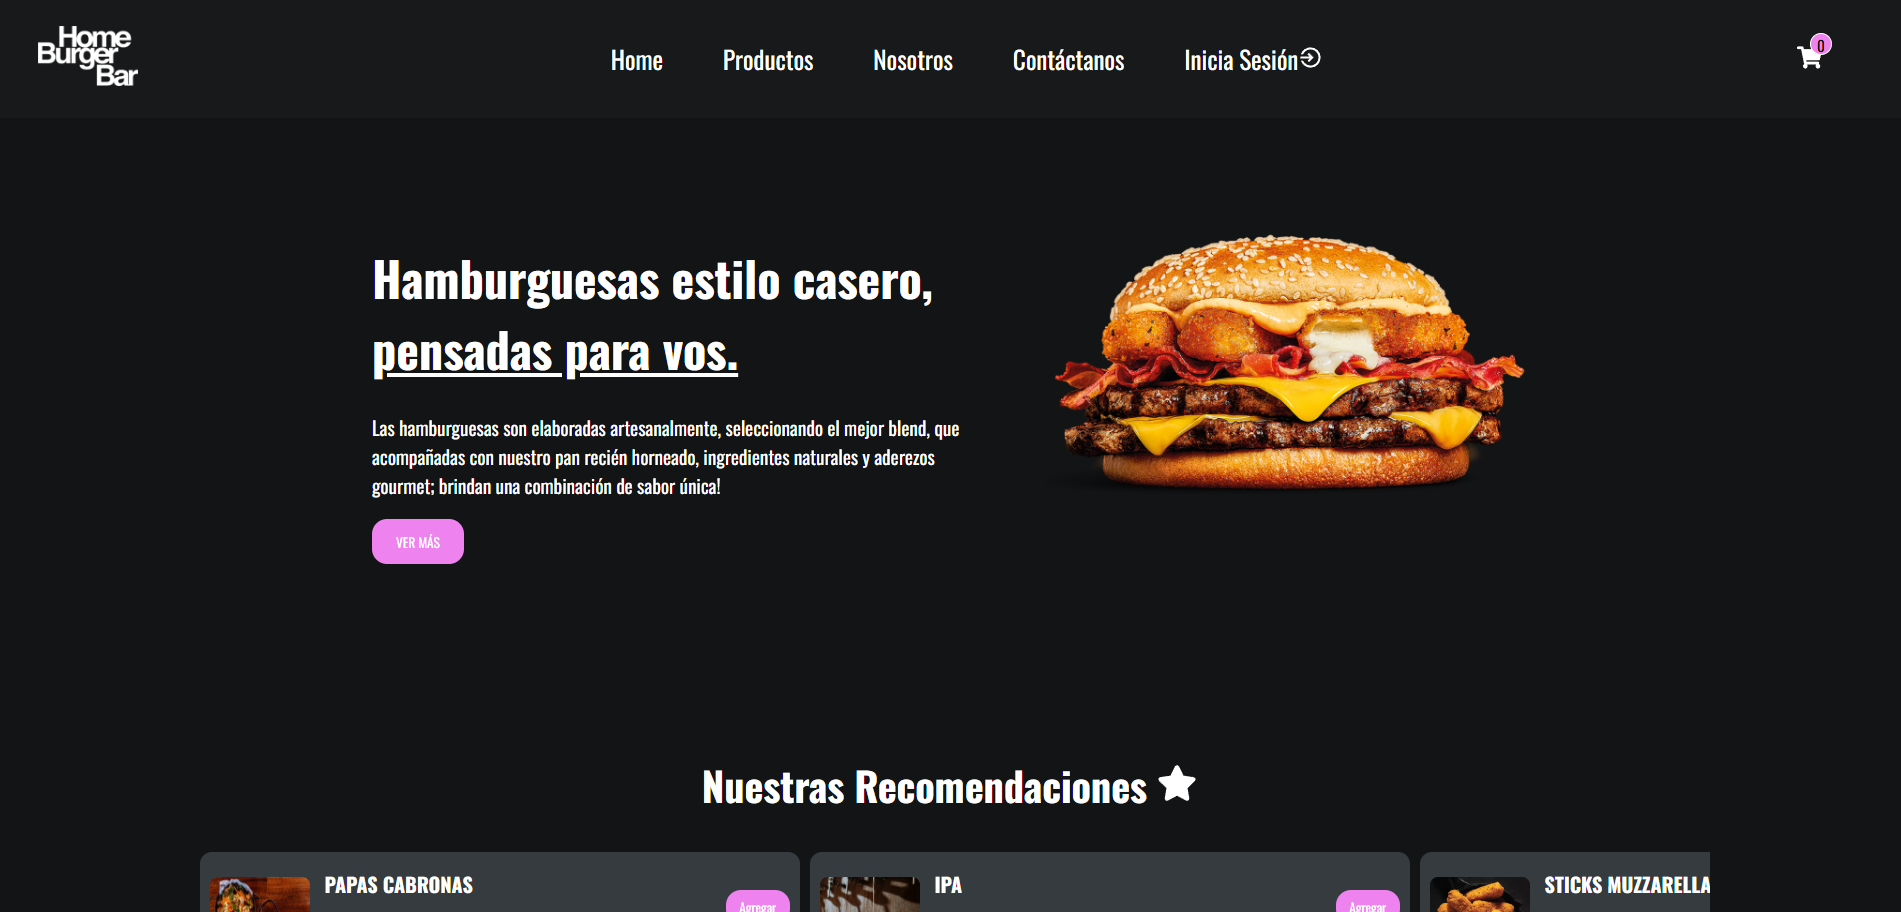 Home
Burger
Bar
Home
Productos
Nosotros
Contáctanos
Inicia Sesión
0
Hamburguesas estilo casero,
pensadas para vos.
Las hamburguesas son elaboradas artesanalmente, seleccionando el mejor blend, que
acompañadas con nuestro pan recién horneado, ingredientes naturales y aderezos
gourmet; brindan una combinación de sabor única!
VER MÁS
Nuestras Recomendaciones
PAPAS CABRONAS
Agregar
IPA
Agregar
STICKS MUZZARELLA